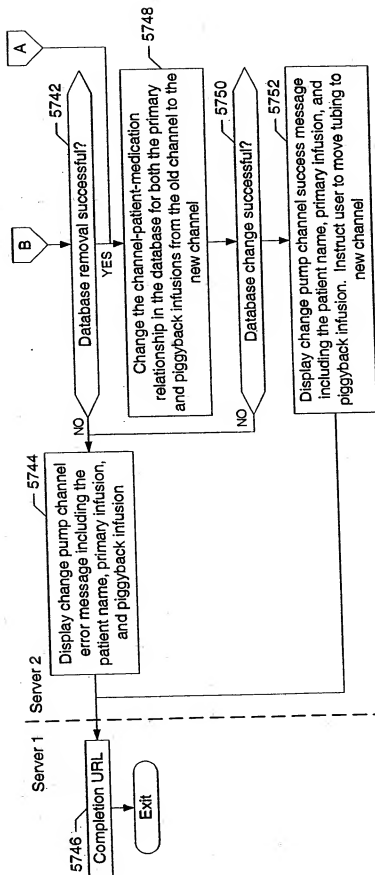 Server 1
Server 2
B
A
5742
Database removal successful?
NO
YES
5744
Display change pump channel
error message including the
patient name, primary infusion,
and piggyback infusion
5746
Completion URL
Exit
5748
Change the channel-patient-medication
relationship in the database for both the primary
and piggyback infusions from the old channel to the
new channel
5750
Database change successful?
NO
5752
Display change pump channel success message
including the patient name, primary infusion, and
piggyback infusion. Instruct user to move tubing to
new channel